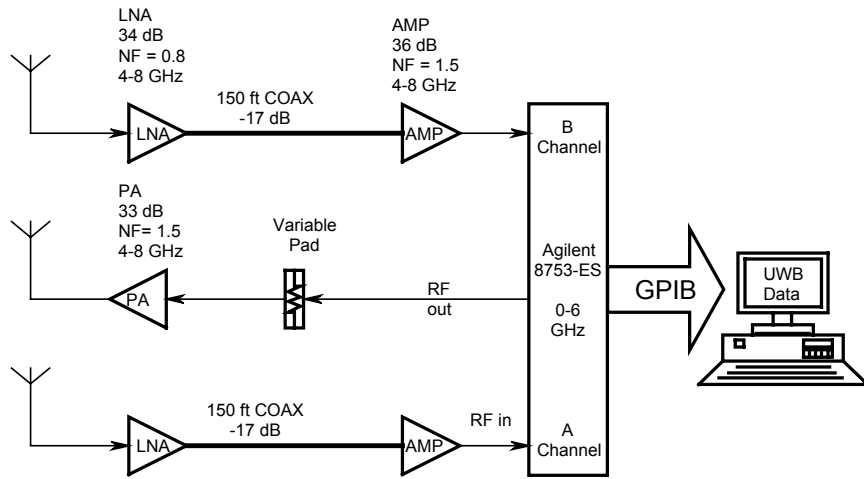 LNA
34 dB
NF = 0.8
4-8 GHz
150 ft COAX
-17 dB
AMP
36 dB
NF = 1.5
4-8 GHz
LNA
AMP
B
Channel
PA
33 dB
NF= 1.5
4-8 GHz
Variable
Pad
PA
RF
out
Agilent
8753-ES
0-6
GHz
GPIB
UWB
Data
150 ft COAX
-17 dB
LNA
AMP
RF in
A
Channel